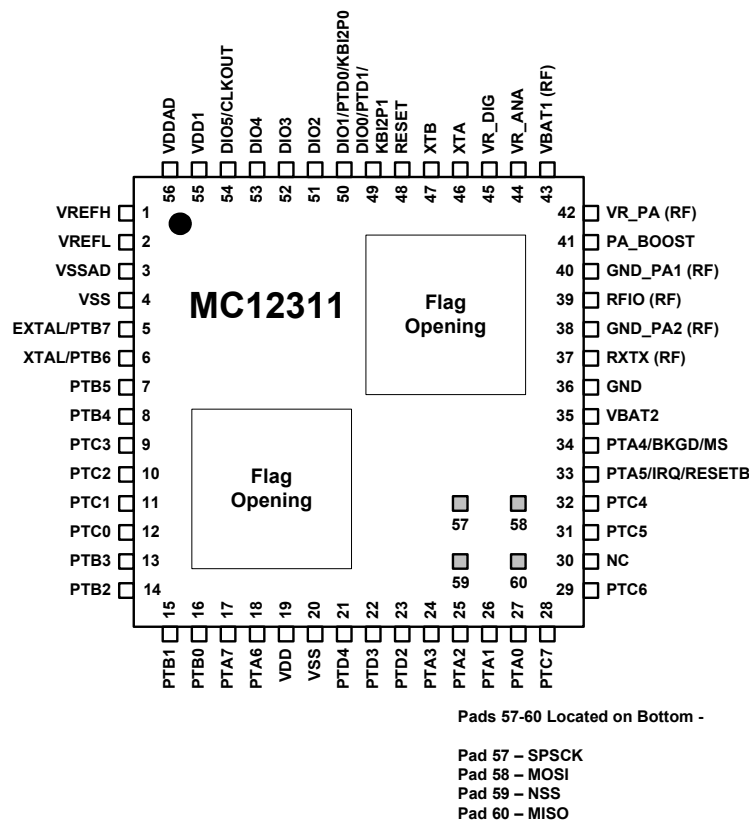 VDDAD
VDD1
DIO5/CLKOUT
DIO4
DIO3
DIO2
DIO1/PTD0/KBI2P0
DIO0/PTD1/
KBI2P1
RESET
XTB
XTA
VR_DIG
VR_ANA
VBAT1 (RF)
56 55 54 53 52 51 50 49 48 47 46 45 44 43
VREFH 1
VREFL 2
VSSAD 3
VSS 4
EXTAL/PTB7 5
XTAL/PTB6 6
PTB5 7
PTB4 8
PTC3 9
PTC2 10
PTC1 11
PTC0 12
PTB3 13
PTB2 14
MC12311
Flag
Opening
Flag
Opening
57 58
59 60
42 VR_PA (RF)
41 PA_BOOST
40 GND_PA1 (RF)
39 RFIO (RF)
38 GND_PA2 (RF)
37 RXTX (RF)
36 GND
35 VBAT2
34 PTA4/BKGD/MS
33 PTA5/IRQ/RESETB
32 PTC4
31 PTC5
30 NC
29 PTC6
15 16 17 18 19 20 21 22 23 24 25 26 27 28
PTB1
PTB0
PTA7
PTA6
VDD
VSS
PTD4
PTD3
PTD2
PTA3
PTA2
PTA1
PTA0
PTC7
Pads 57-60 Located on Bottom -
Pad 57 – SPSCK
Pad 58 – MOSI
Pad 59 – NSS
Pad 60 – MISO